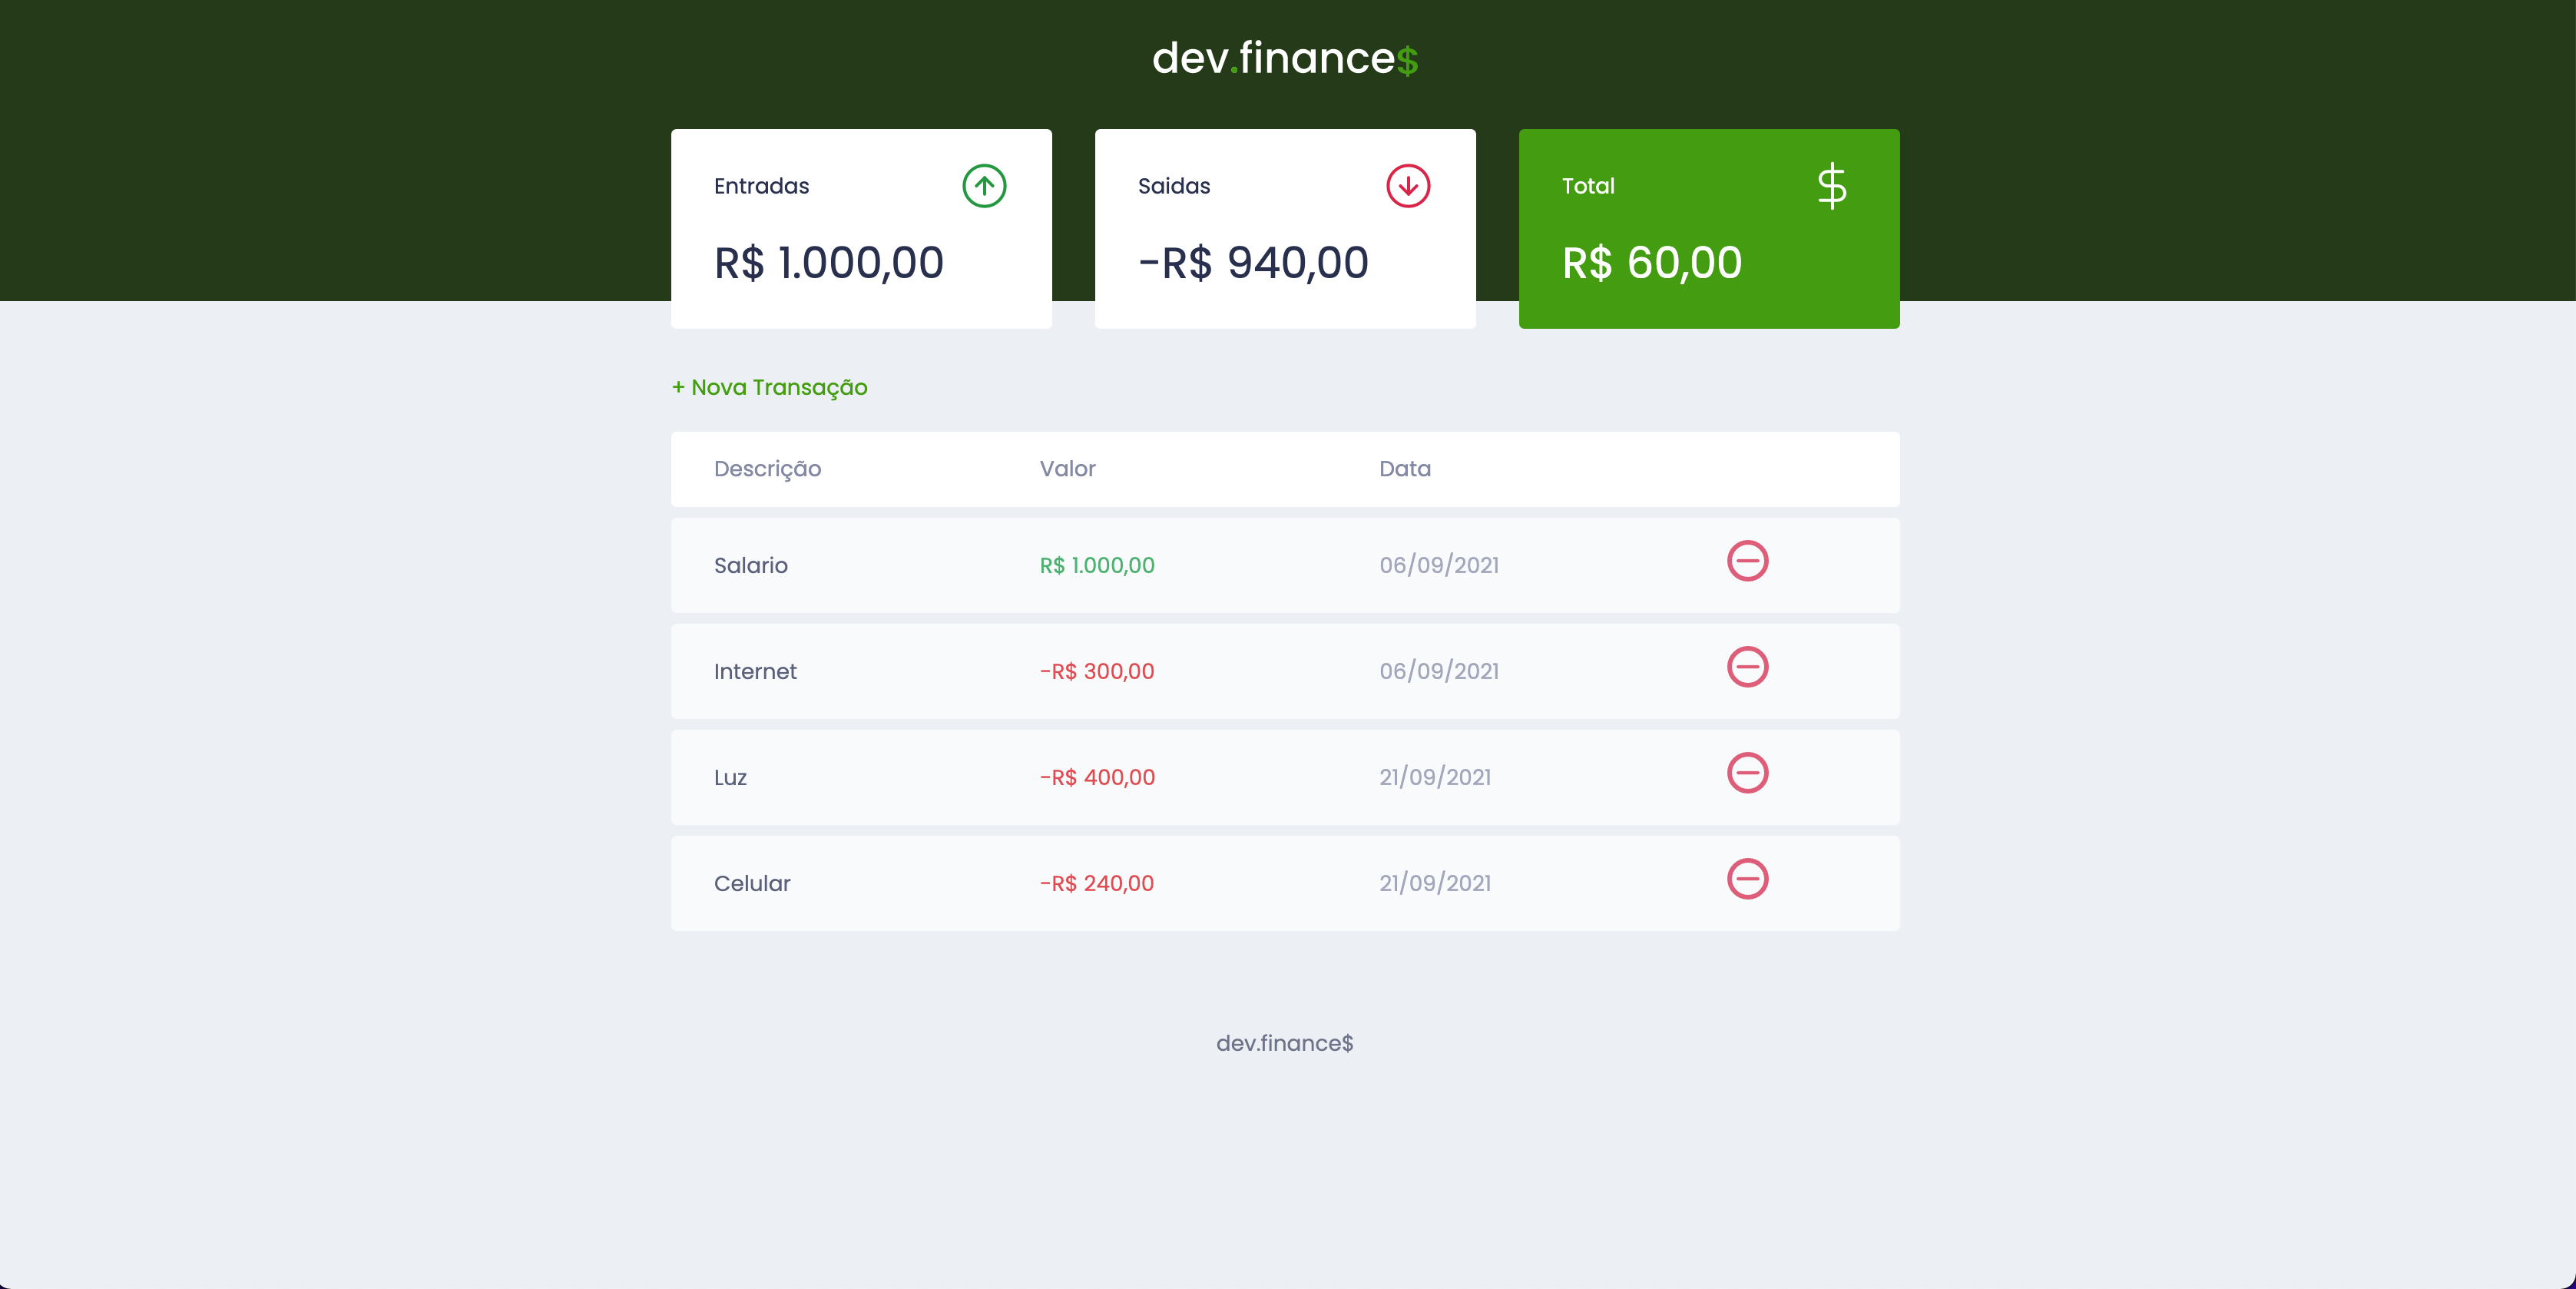 dev.finance$
Entradas
R$ 1.000,00
Saidas
-R$ 940,00
Total
$
R$ 60,00
+ Nova Transação
Descrição Valor Data
Salario R$ 1.000,00 06/09/2021
Internet -R$ 300,00 06/09/2021
Luz -R$ 400,00 21/09/2021
Celular -R$ 240,00 21/09/2021
dev.finance$